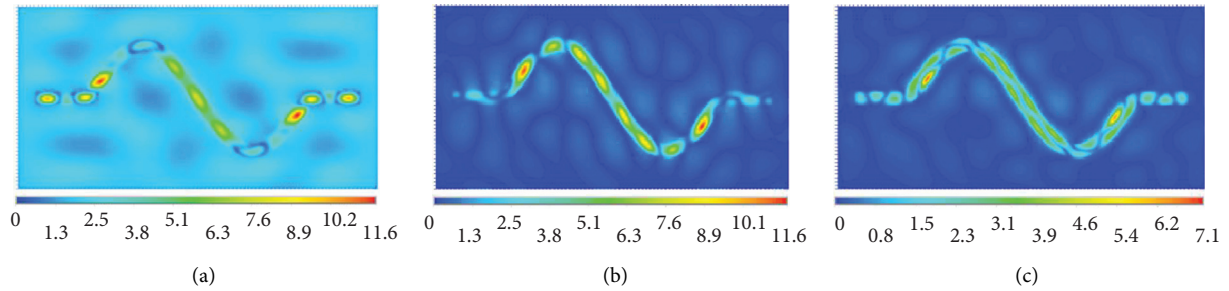 0 2.5 5.1 7.6 10.2
1.3 3.8 6.3 8.9 11.6
(a)
0 2.5 5.1 7.6 10.1
1.3 3.8 6.3 8.9 11.6
(b)
0 1.5 3.1 4.6 6.2
0.8 2.3 3.9 5.4 7.1
(c)